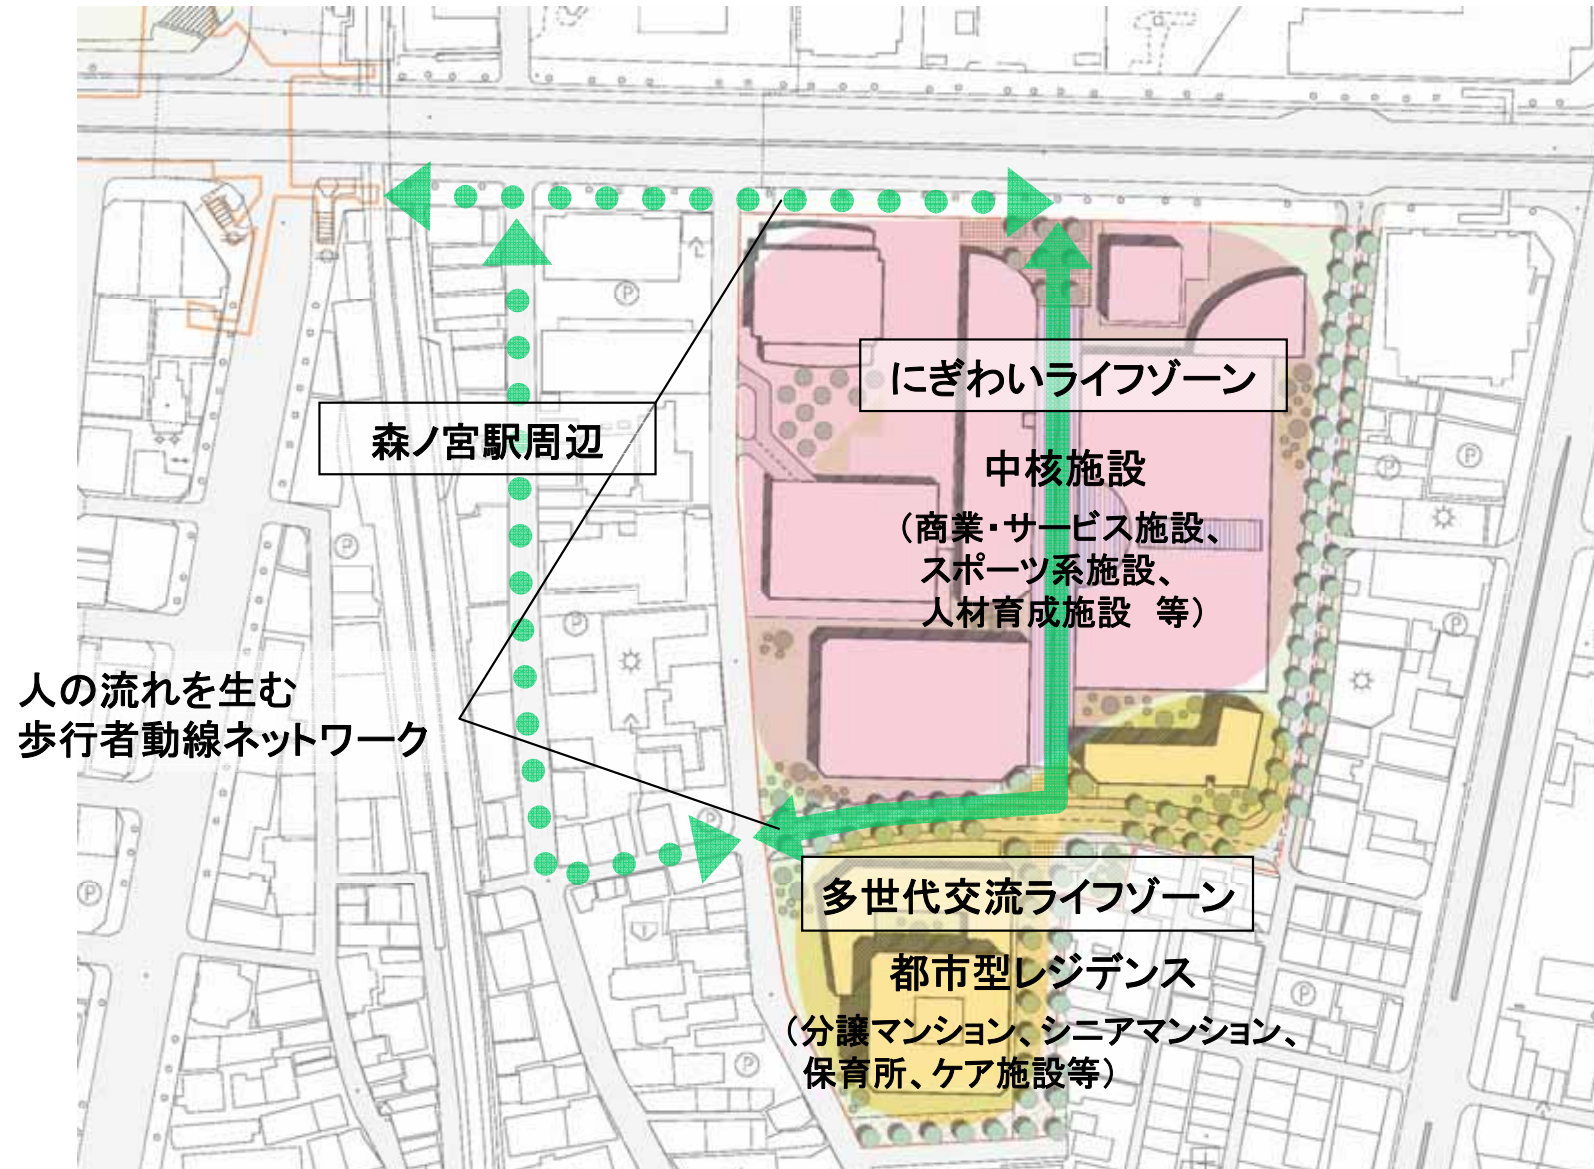 にぎわいライフゾーン
森ノ宮駅周辺
中核施設
（商業・サービス施設、
スポーツ系施設、
人材育成施設　等）
人の流れを生む
歩行者動線ネットワーク
多世代交流ライフゾーン
都市型レジデンス
（分譲マンション、シニアマンション、
保育所、ケア施設等）
P
P
P
P
P
P
P
P
P
P